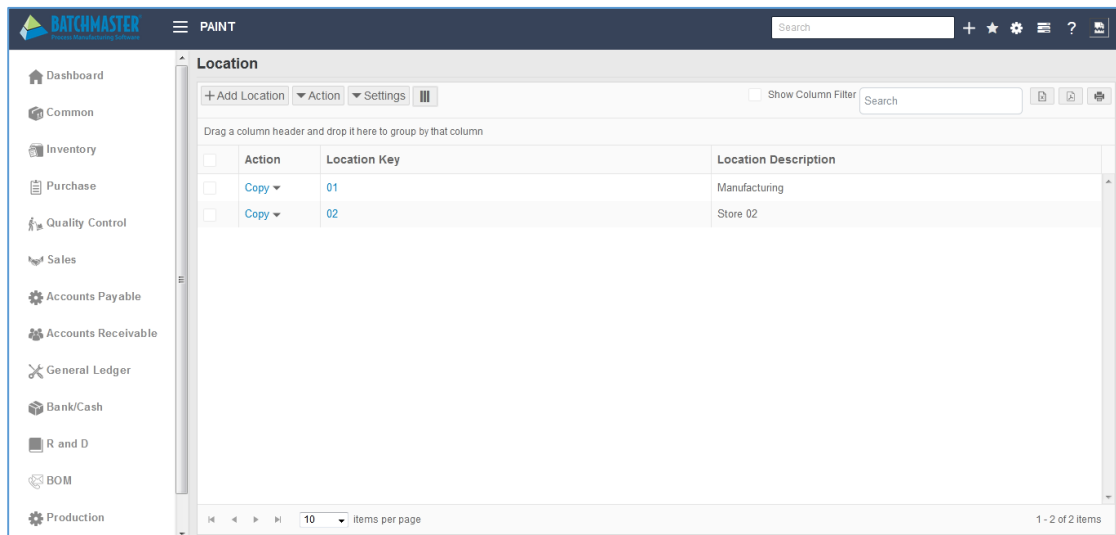 BATCHMASTER
Process Manufacturing Software
PAINT
Search
?
Dashboard
Common
Inventory
Purchase
Quality Control
Sales
Accounts Payable
Accounts Receivable
General Ledger
Bank/Cash
R and D
BOM
Production
Location
+ Add Location Action Settings
Show Column Filter Search
Drag a column header and drop it here to group by that column
Action Location Key Location Description
Copy 01 Manufacturing
Copy 02 Store 02
10 items per page 1 - 2 of 2 items